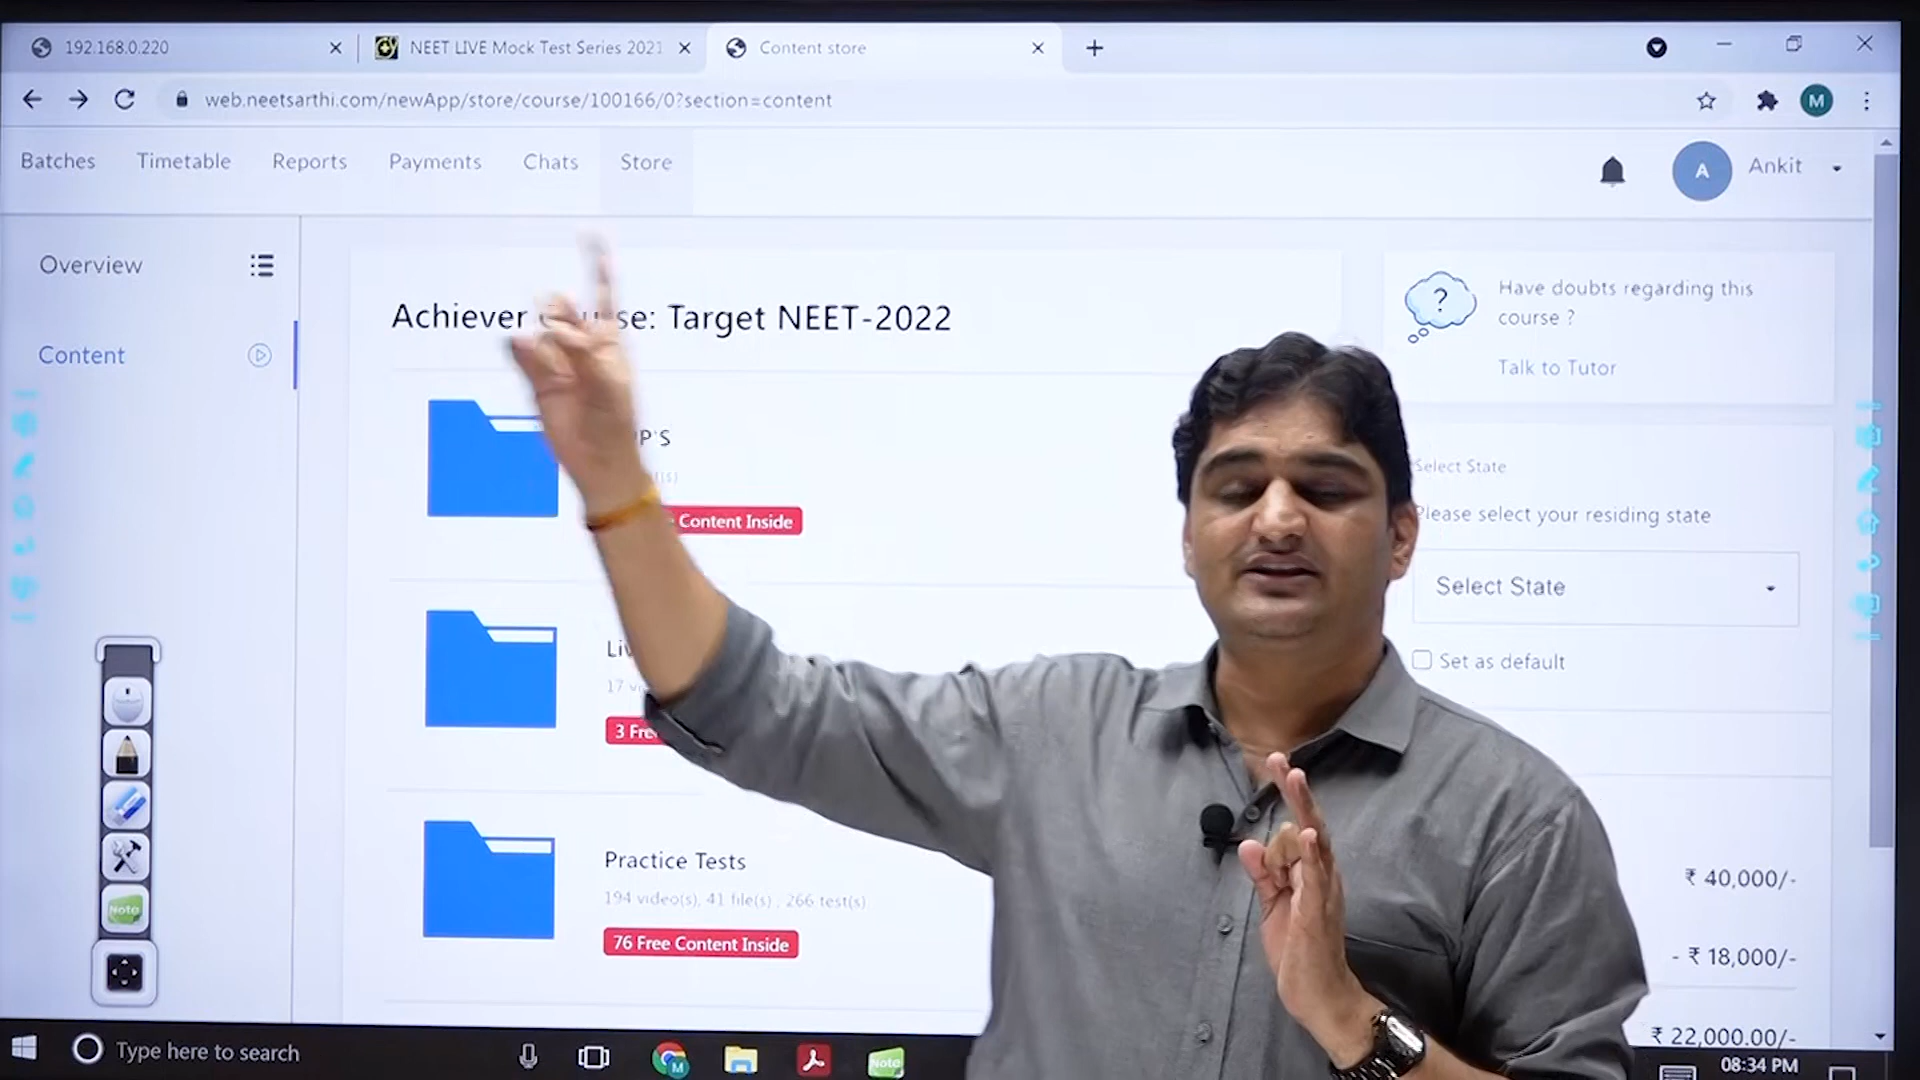 192.168.0.220
NEET LIVE Mock Test Series 2021
Content store
web.neetsarthi.com/newApp/store/course/100166/0?section=content
M
Batches
Timetable
Reports
Payments
Chats
Store
A
Ankit
Overview
Content
Achiever se: Target NEET-2022
P'S
Content Inside
17
3 Free
Practice Tests
194 video(s), 41 file(s) , 266 test(s)
76 Free Content Inside
?
Have doubts regarding this
course ?
Talk to Tutor
Select State
Please select your residing state
Select State
Set as default
₹ 40,000/-
- ₹ 18,000/-
₹ 22,000.00/-
Note
Type here to search
M
Note
08:34 PM